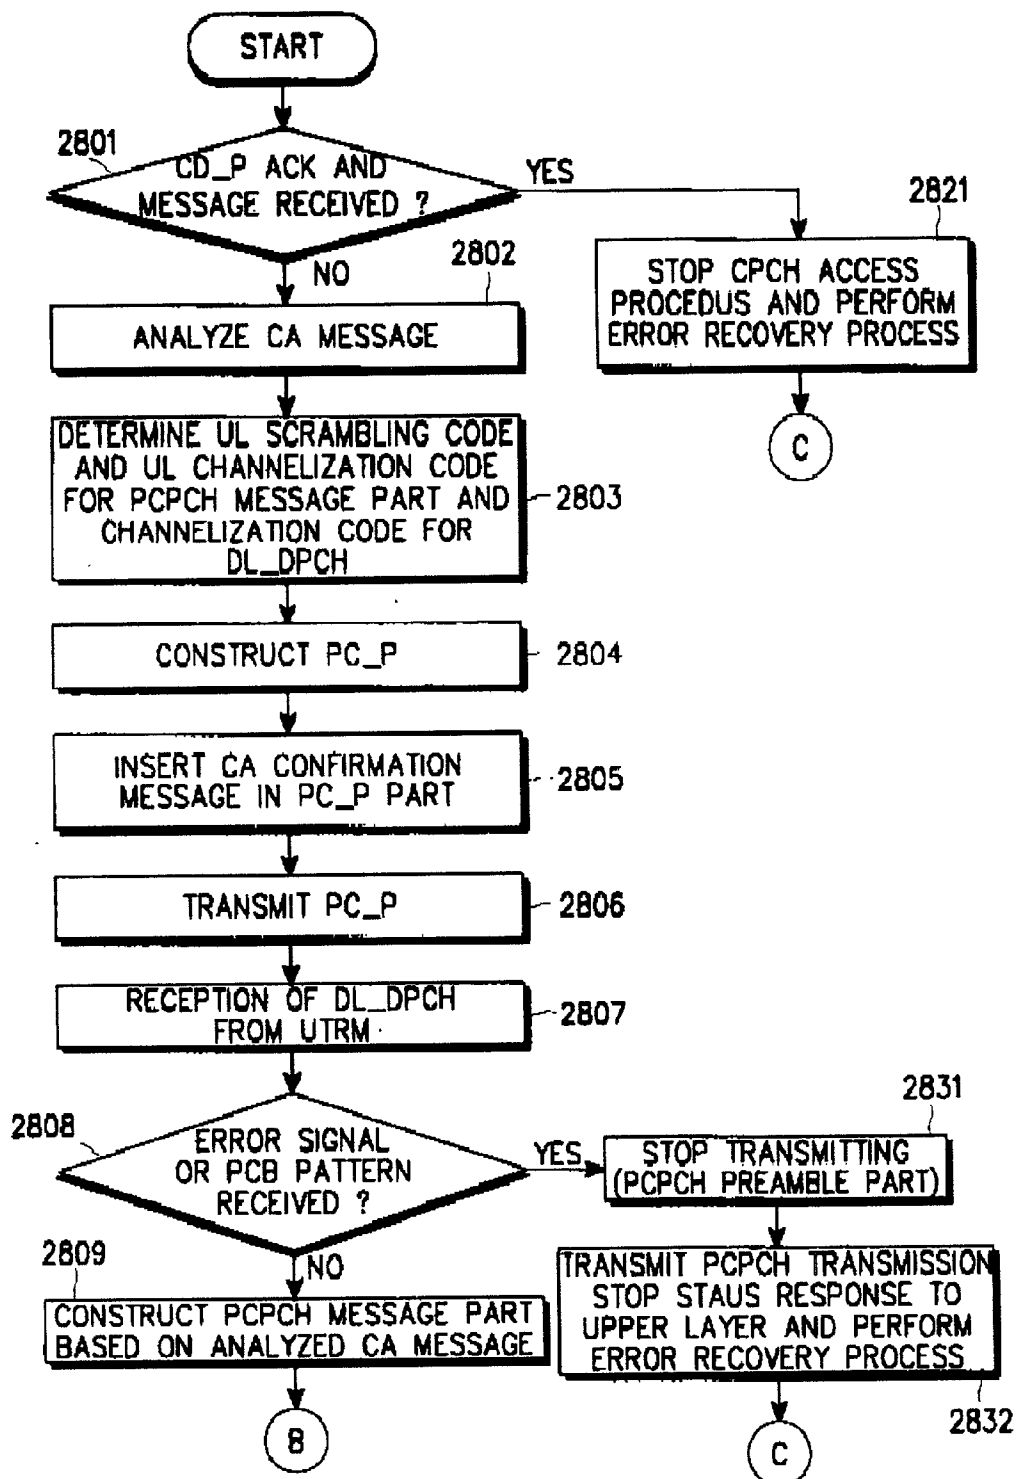 START
2801
CD_P ACK AND
MESSAGE RECEIVED ?
YES
NO
2821
STOP CPCH ACCESS
PROCEDUS AND PERFORM
ERROR RECOVERY PROCESS
C
2802
ANALYZE CA MESSAGE
DETERMINE UL SCRAMBLING CODE
AND UL CHANNELIZATION CODE
FOR PCPCH MESSAGE PART AND
CHANNELIZATION CODE FOR
DL_DPCH
2803
CONSTRUCT PC_P
2804
INSERT CA CONFIRMATION
MESSAGE IN PC_P PART
2805
TRANSMIT PC_P
2806
RECEPTION OF DL_DPCH
FROM UTRM
2807
2808
ERROR SIGNAL
OR PCB PATTERN
RECEIVED ?
YES
NO
2831
STOP TRANSMITTING
(PCPCH PREAMBLE PART)
TRANSMIT PCPCH TRANSMISSION
STOP STAUS RESPONSE TO
UPPER LAYER AND PERFORM
ERROR RECOVERY PROCESS
2832
C
2809
CONSTRUCT PCPCH MESSAGE PART
BASED ON ANALYZED CA MESSAGE
B